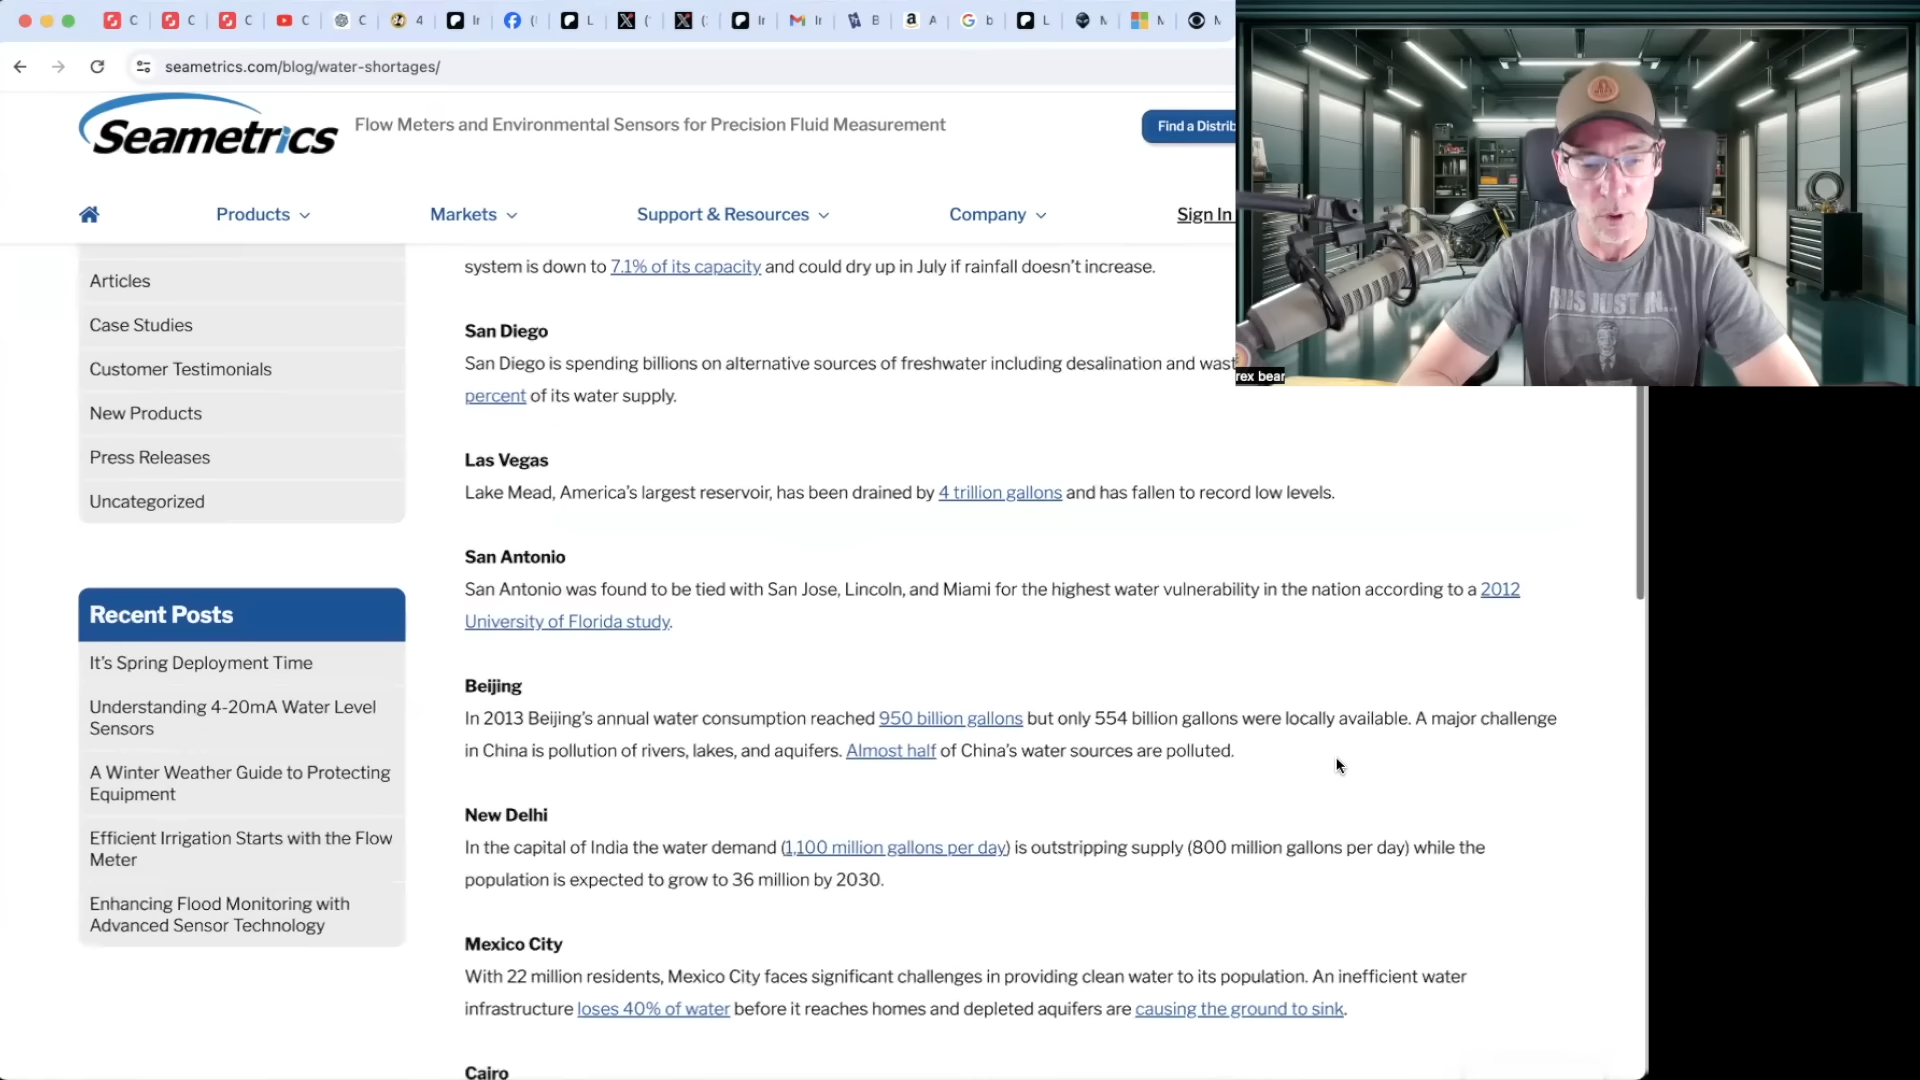 C
C
C
C
C
4
Ir
(
L
(
(
Ir
Ir
B
A
b
L
M
M
M
seametrics.com/blog/water-shortages/
Seametrics
Flow Meters and Environmental Sensors for Precision Fluid Measurement
Find a Distrib
Products
Markets
Support & Resources
Company
Sign In
Articles
Case Studies
Customer Testimonials
New Products
Press Releases
Uncategorized
Recent Posts
It's Spring Deployment Time
Understanding 4-20mA Water Level
Sensors
A Winter Weather Guide to Protecting
Equipment
Efficient Irrigation Starts with the Flow
Meter
Enhancing Flood Monitoring with
Advanced Sensor Technology
system is down to 7.1% of its capacity and could dry up in July if rainfall doesn't increase.
San Diego
San Diego is spending billions on alternative sources of freshwater including desalination and wast
percent of its water supply.
Las Vegas
Lake Mead, America's largest reservoir, has been drained by 4 trillion gallons and has fallen to record low levels.
San Antonio
San Antonio was found to be tied with San Jose, Lincoln, and Miami for the highest water vulnerability in the nation according to a 2012
University of Florida study.
Beijing
In 2013 Beijing's annual water consumption reached 950 billion gallons but only 554 billion gallons were locally available. A major challenge
in China is pollution of rivers, lakes, and aquifers. Almost half of China's water sources are polluted.
New Delhi
In the capital of India the water demand (1,100 million gallons per day) is outstripping supply (800 million gallons per day) while the
population is expected to grow to 36 million by 2030.
Mexico City
With 22 million residents, Mexico City faces significant challenges in providing clean water to its population. An inefficient water
infrastructure loses 40% of water before it reaches homes and depleted aquifers are causing the ground to sink.
Cairo
THIS JUST IN...
rex bear